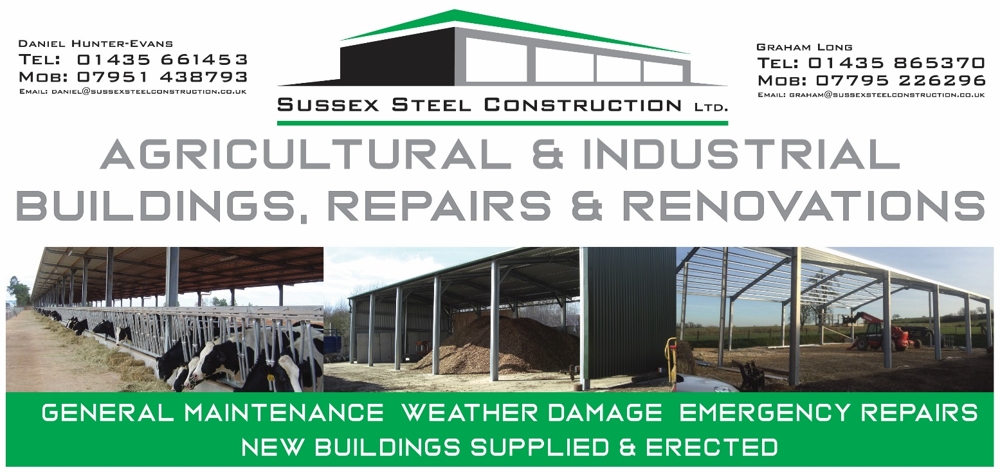 Daniel Hunter-Evans
Tel: 01435 661453
Mob: 07951 438793
Email: daniel@sussexsteelconstruction.co.uk
Graham Long
Tel: 01435 865370
Mob: 07795 226296
Email: graham@sussexsteelconstruction.co.uk
Sussex Steel Construction Ltd.
AGRICULTURAL & INDUSTRIAL
BUILDINGS, REPAIRS & RENOVATIONS
GENERAL MAINTENANCE WEATHER DAMAGE EMERGENCY REPAIRS
NEW BUILDINGS SUPPLIED & ERECTED